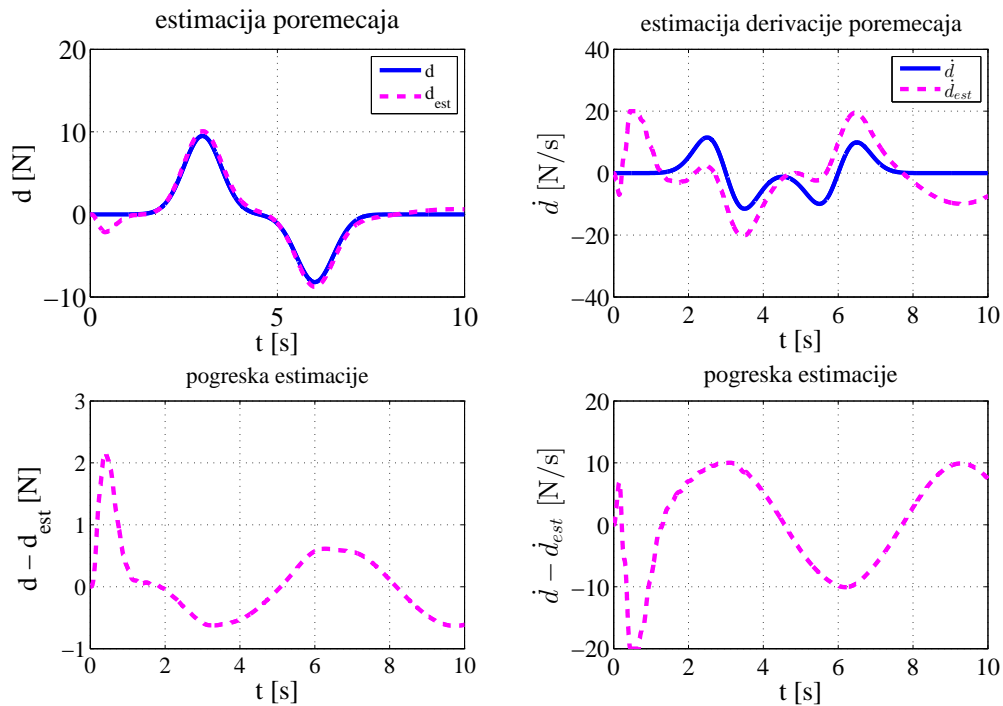 estimacija poremecaja
20
10
0
−10
0
5
10
d [N]
t [s]
d
d_est
estimacija derivacije poremecaja
40
20
0
−20
−40
0
2
4
6
8
10
ḋ [N/s]
t [s]
ḋ
ḋ_est
pogreska estimacije
3
2
1
0
−1
0
2
4
6
8
10
d − d_est [N]
t [s]
pogreska estimacije
20
10
0
−10
−20
0
2
4
6
8
10
ḋ − ḋ_est [N/s]
t [s]